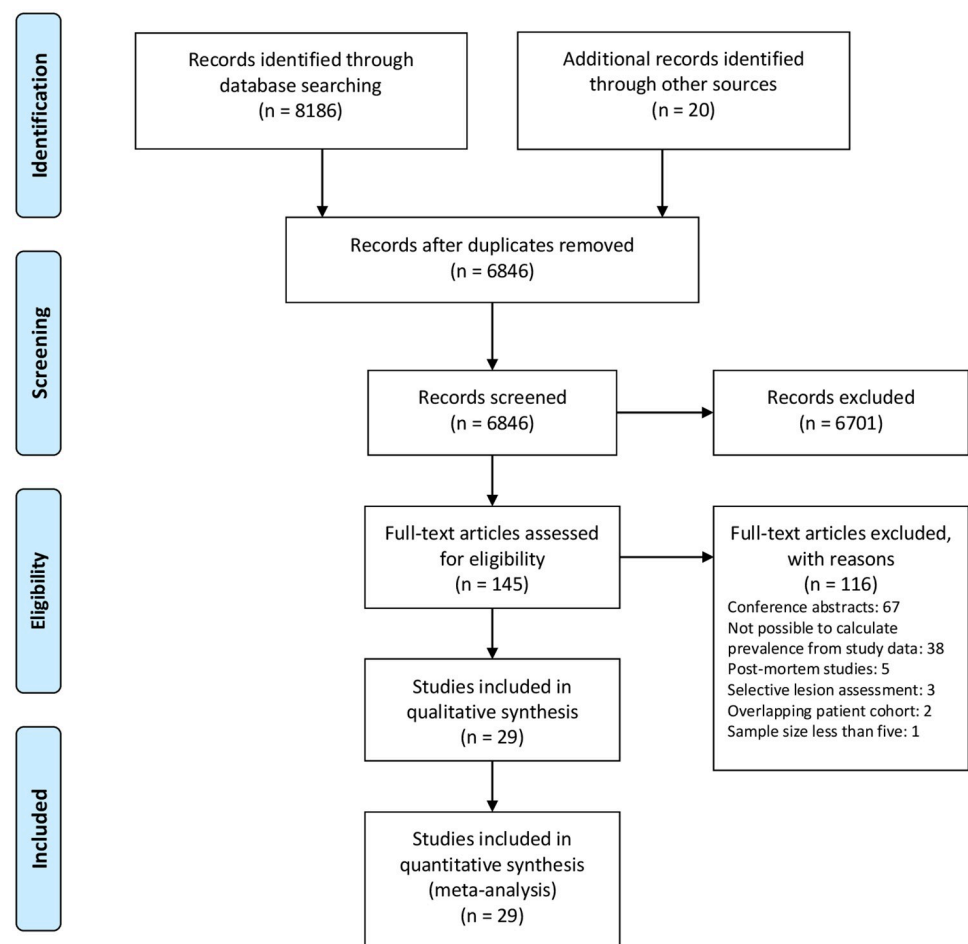 Identification
Records identified through
database searching
(n = 8186)
Additional records identified
through other sources
(n = 20)
Records after duplicates removed
(n = 6846)
Screening
Records screened
(n = 6846)
Records excluded
(n = 6701)
Eligibility
Full-text articles assessed
for eligibility
(n = 145)
Full-text articles excluded,
with reasons
(n = 116)
Conference abstracts: 67
Not possible to calculate
prevalence from study data: 38
Post-mortem studies: 5
Selective lesion assessment: 3
Overlapping patient cohort: 2
Sample size less than five: 1
Studies included in
qualitative synthesis
(n = 29)
Included
Studies included in
quantitative synthesis
(meta-analysis)
(n = 29)